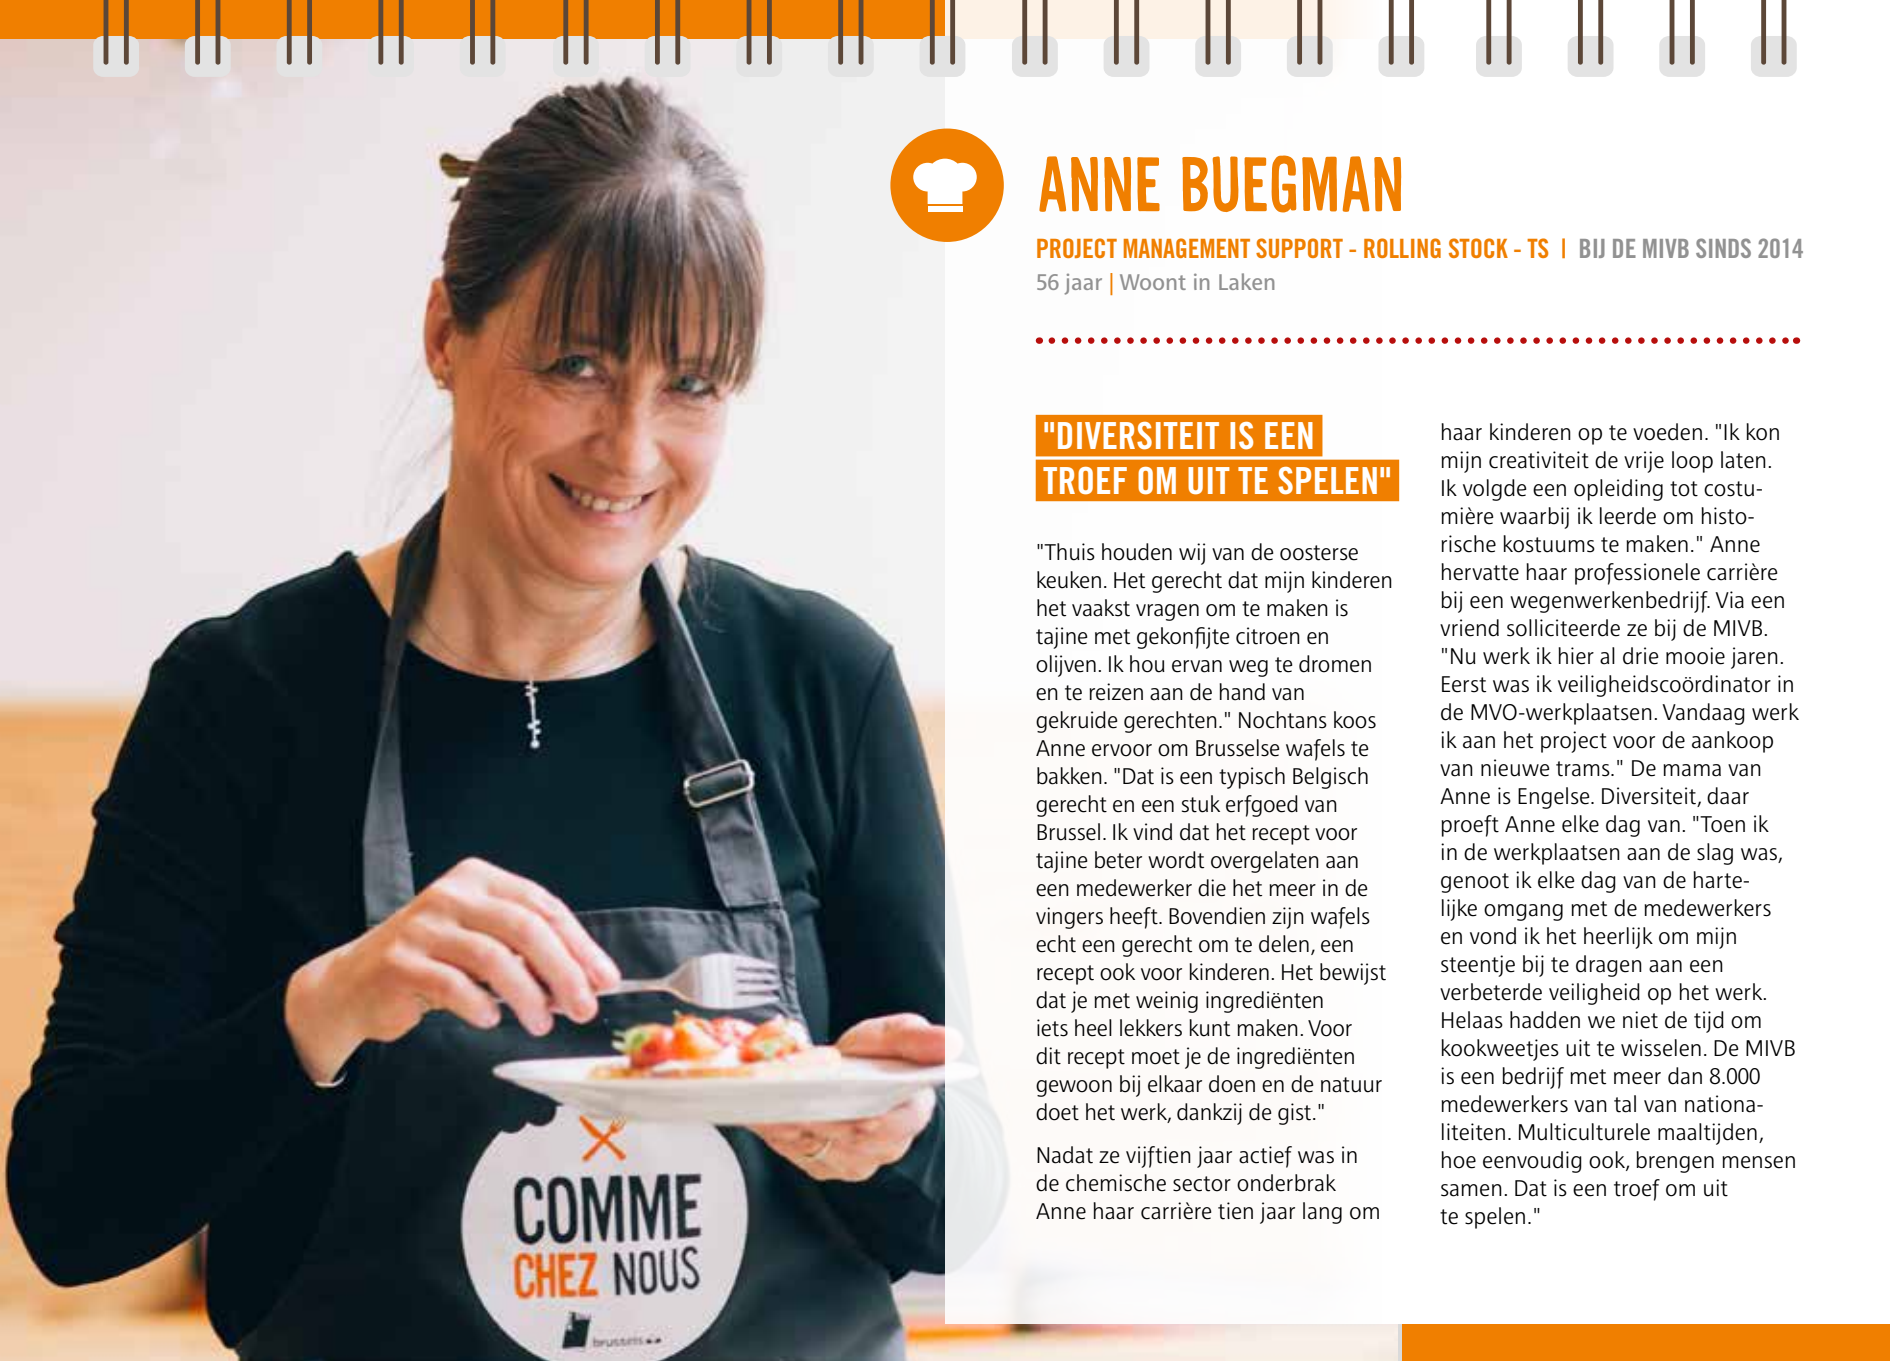 ANNE BUEGMAN
PROJECT MANAGEMENT SUPPORT - ROLLING STOCK - TS | BIJ DE MIVB SINDS 2014
56 jaar | Woont in Laken
"DIVERSITEIT IS EEN
TROEF OM UIT TE SPELEN"
"Thuis houden wij van de oosterse
keuken. Het gerecht dat mijn kinderen
het vaakst vragen om te maken is
tajine met gekonfijte citroen en
olijven. Ik hou ervan weg te dromen
en te reizen aan de hand van
gekruide gerechten." Nochtans koos
Anne ervoor om Brusselse wafels te
bakken. "Dat is een typisch Belgisch
gerecht en een stuk erfgoed van
Brussel. Ik vind dat het recept voor
tajine beter wordt overgelaten aan
een medewerker die het meer in de
vingers heeft. Bovendien zijn wafels
echt een gerecht om te delen, een
recept ook voor kinderen. Het bewijst
dat je met weinig ingrediënten
iets heel lekkers kunt maken. Voor
dit recept moet je de ingrediënten
gewoon bij elkaar doen en de natuur
doet het werk, dankzij de gist."
Nadat ze vijftien jaar actief was in
de chemische sector onderbrak
Anne haar carrière tien jaar lang om
haar kinderen op te voeden. "Ik kon
mijn creativiteit de vrije loop laten.
Ik volgde een opleiding tot costu-
mière waarbij ik leerde om histo-
rische kostuums te maken." Anne
hervatte haar professionele carrière
bij een wegenwerkenbedrijf. Via een
vriend solliciteerde ze bij de MIVB.
"Nu werk ik hier al drie mooie jaren.
Eerst was ik veiligheidscoördinator in
de MVO-werkplaatsen. Vandaag werk
ik aan het project voor de aankoop
van nieuwe trams." De mama van
Anne is Engelse. Diversiteit, daar
proeft Anne elke dag van. "Toen ik
in de werkplaatsen aan de slag was,
genoot ik elke dag van de harte-
lijke omgang met de medewerkers
en vond ik het heerlijk om mijn
steentje bij te dragen aan een
verbeterde veiligheid op het werk.
Helaas hadden we niet de tijd om
kookweetjes uit te wisselen. De MIVB
is een bedrijf met meer dan 8.000
medewerkers van tal van nationa-
liteiten. Multiculturele maaltijden,
hoe eenvoudig ook, brengen mensen
samen. Dat is een troef om uit
te spelen."
COMME
CHEZ NOUS
brussels